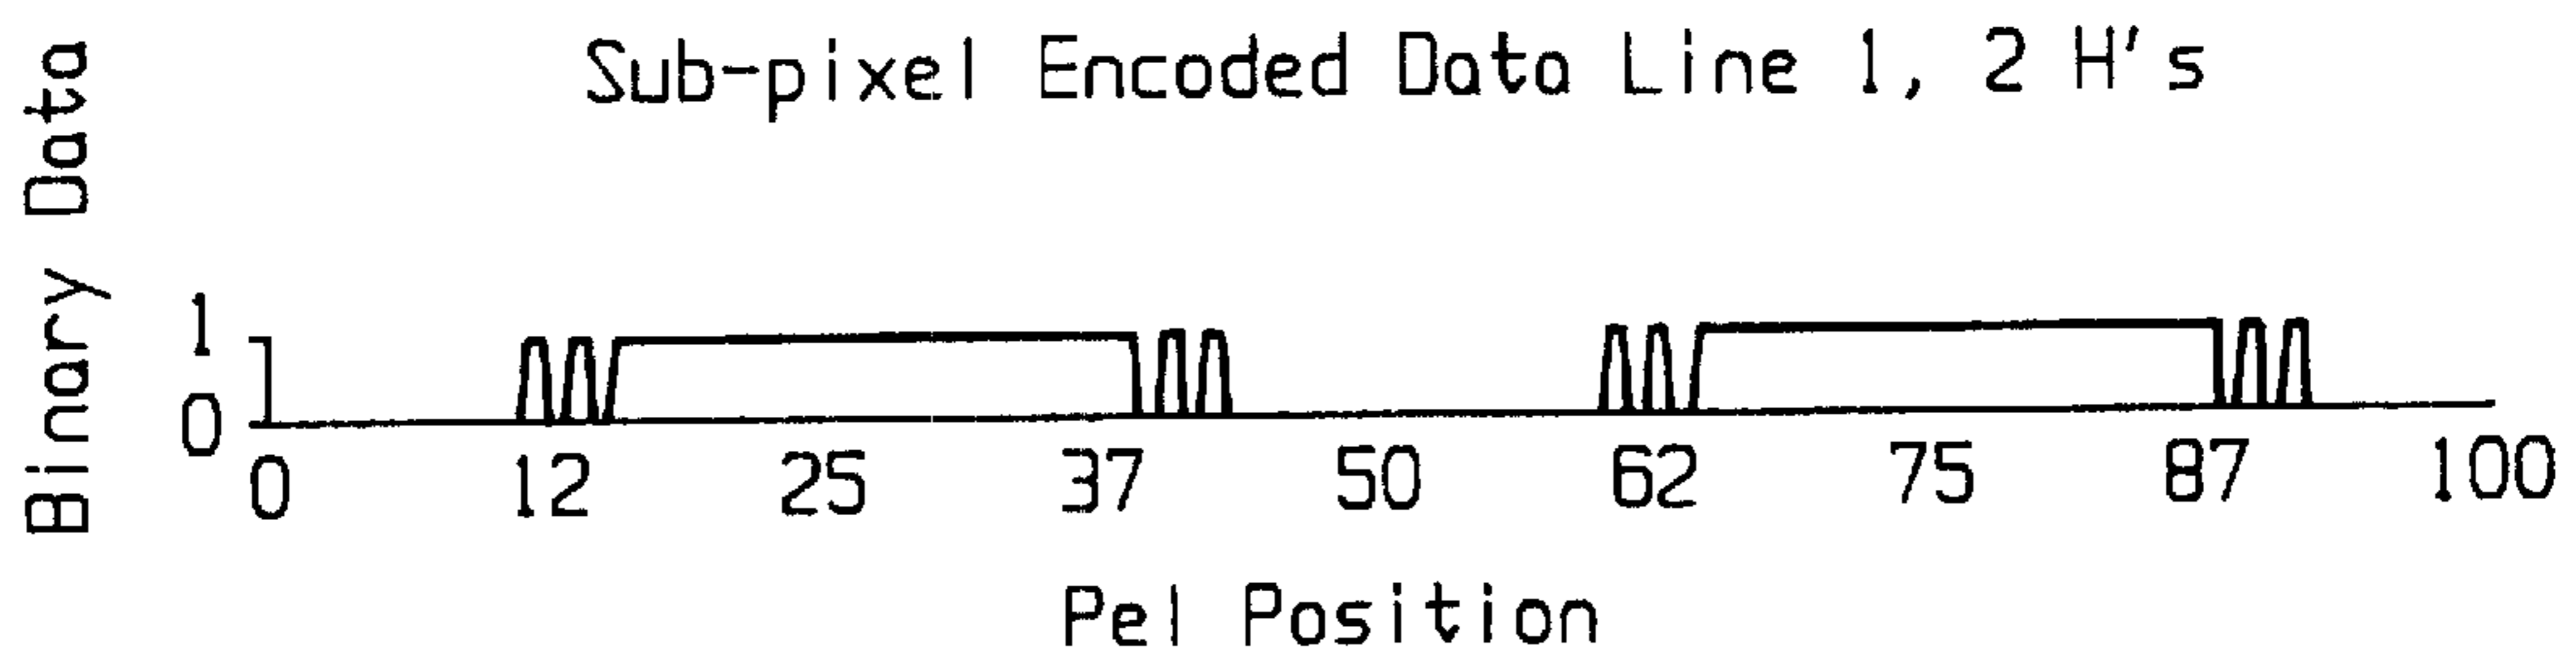 Sub-pixel Encoded Data Line 1, 2 H's
Binary Data
1
0
0 12 25 37 50 62 75 87 100
Pel Position